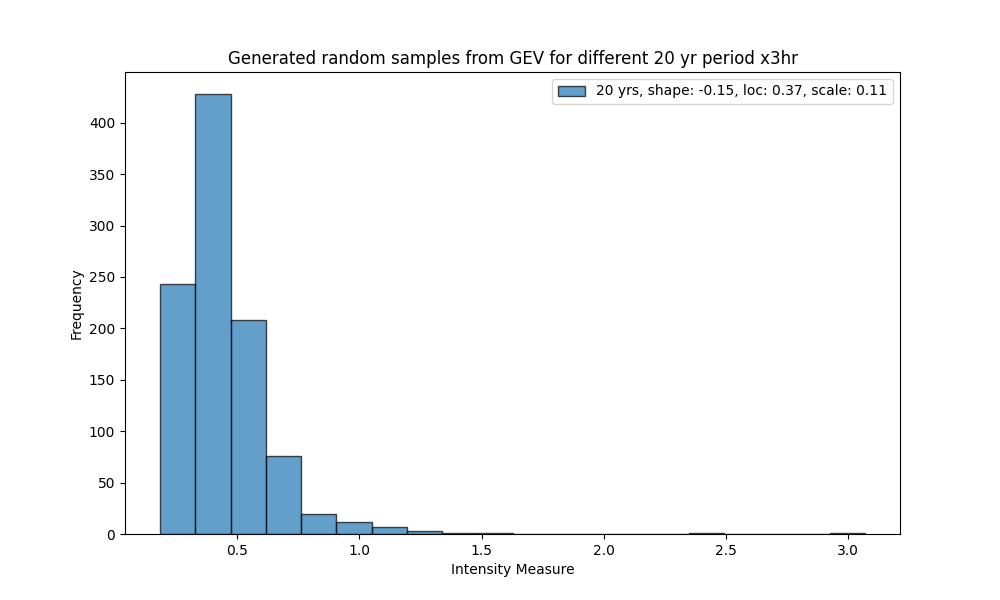 Generated random samples from GEV for different 20 yr period x3hr
20 yrs, shape: -0.15, loc: 0.37, scale: 0.11
Frequency
400
350
300
250
200
150
100
50
0
0.5 1.0 1.5 2.0 2.5 3.0
Intensity Measure